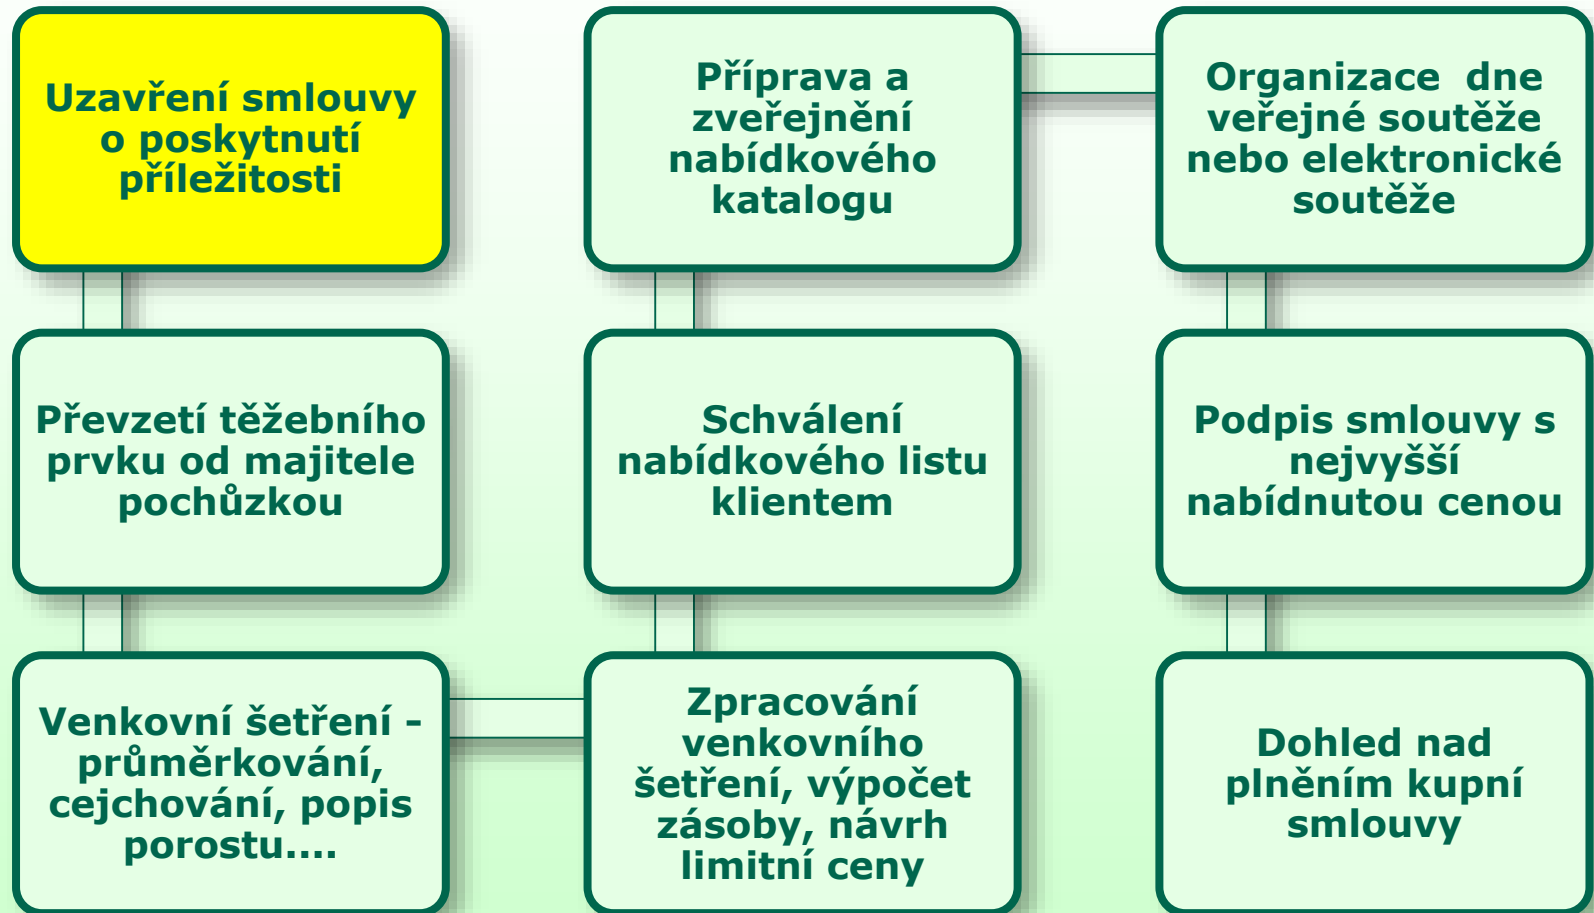 Uzavření smlouvy
o poskytnutí
příležitosti
Převzetí těžebního
prvku od majitele
pochůzkou
Venkovní šetření -
průměrkování,
cejchování, popis
porostu....
Zpracování
venkovního
šetření, výpočet
zásoby, návrh
limitní ceny
Schválení
nabídkového listu
klientem
Příprava a
zveřejnění
nabídkového
katalogu
Organizace  dne
veřejné soutěže
nebo elektronické
soutěže
Podpis smlouvy s
nejvyšší
nabídnutou cenou
Dohled nad
plněním kupní
smlouvy